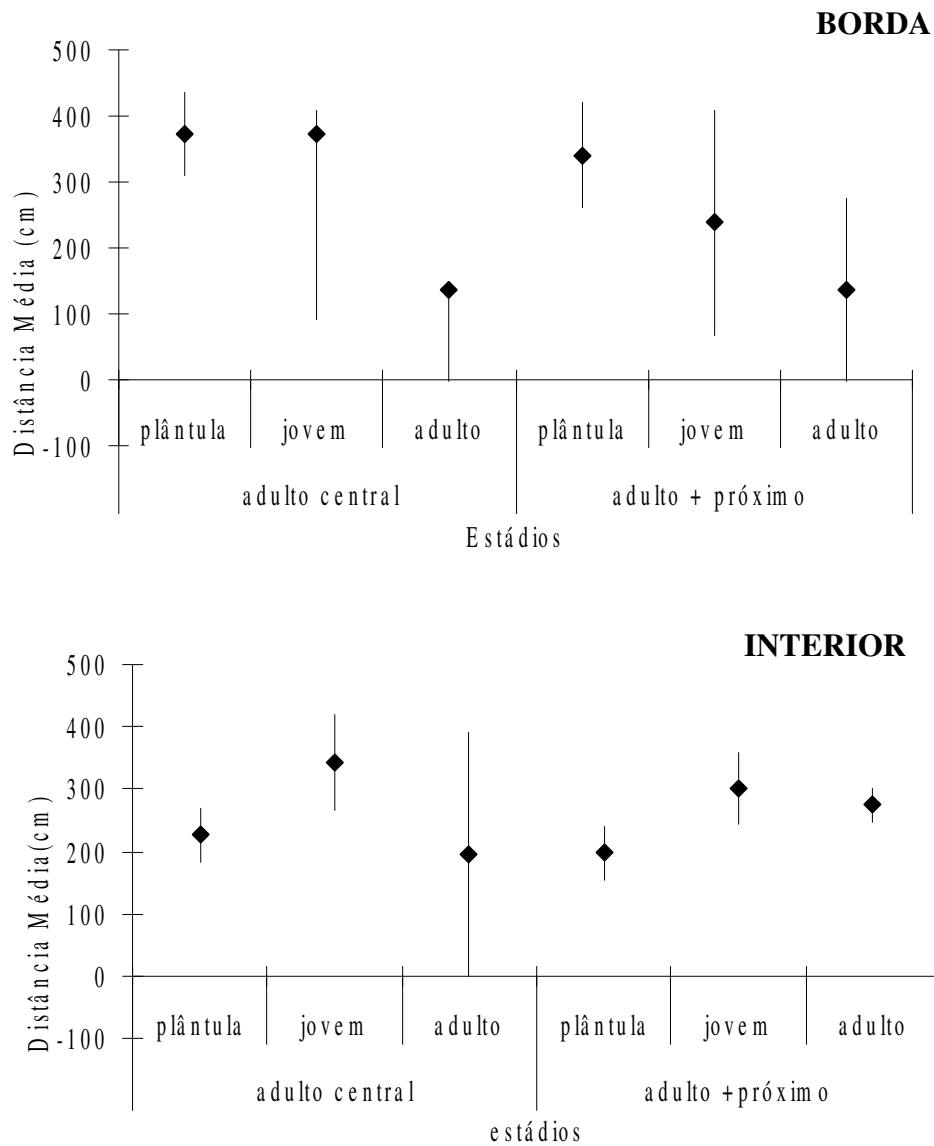 BORDA
500
400
300
200
100
0
-100
Distância Média (cm)
plântula jovem adulto plântula jovem adulto
adulto central adulto + próximo
Estádios
INTERIOR
500
400
300
200
100
0
-100
Distância Média(cm)
plântula jovem adulto plântula jovem adulto
adulto central adulto +próximo
estádios